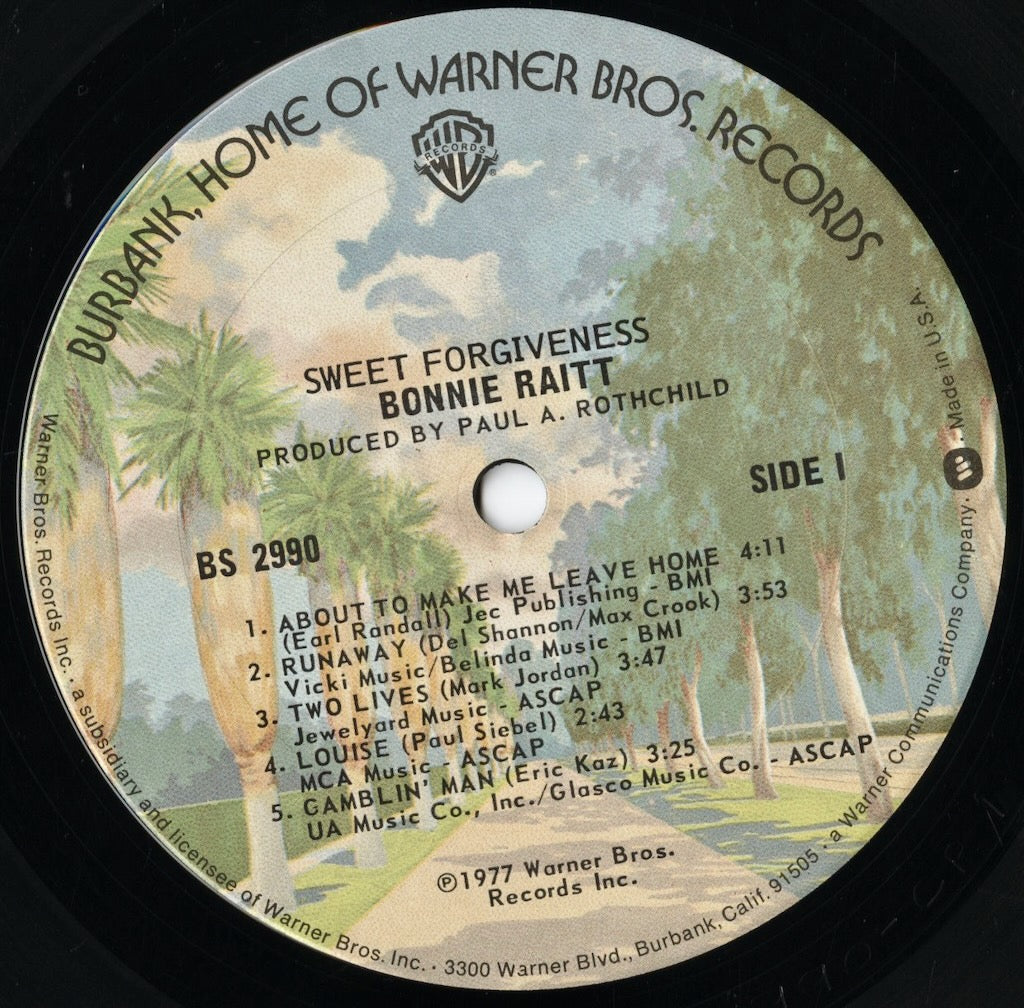 BURBANK, HOME OF WARNER BROS. RECORDS
RECORDS
SWEET FORGIVENESS
BONNIE RAITT
PRODUCED BY PAUL A. ROTHCHILD
SIDE 1
BS 2990
1. ABOUT TO MAKE ME LEAVE HOME 4:11
(Earl Randall) Jec Publishing - BMI
2. RUNAWAY (Del Shannon/Max Crook) 3:53
Vicki Music/Belinda Music - BMI
3. TWO LIVES (Mark Jordan) 3:47
Jewelyard Music - ASCAP
4. LOUISE (Paul Siebel) 2:43
MCA Music - ASCAP
5. GAMBLIN' MAN (Eric Kaz) 3:25
UA Music Co., Inc./Glasco Music Co. - ASCAP
℗1977 Warner Bros.
Records Inc.
Warner Bros. Records Inc. · a subsidiary and licensee of Warner Bros. Inc. · 3300 Warner Blvd., Burbank, Calif. 91505 · a Warner Communications Company · Made in U.S.A.